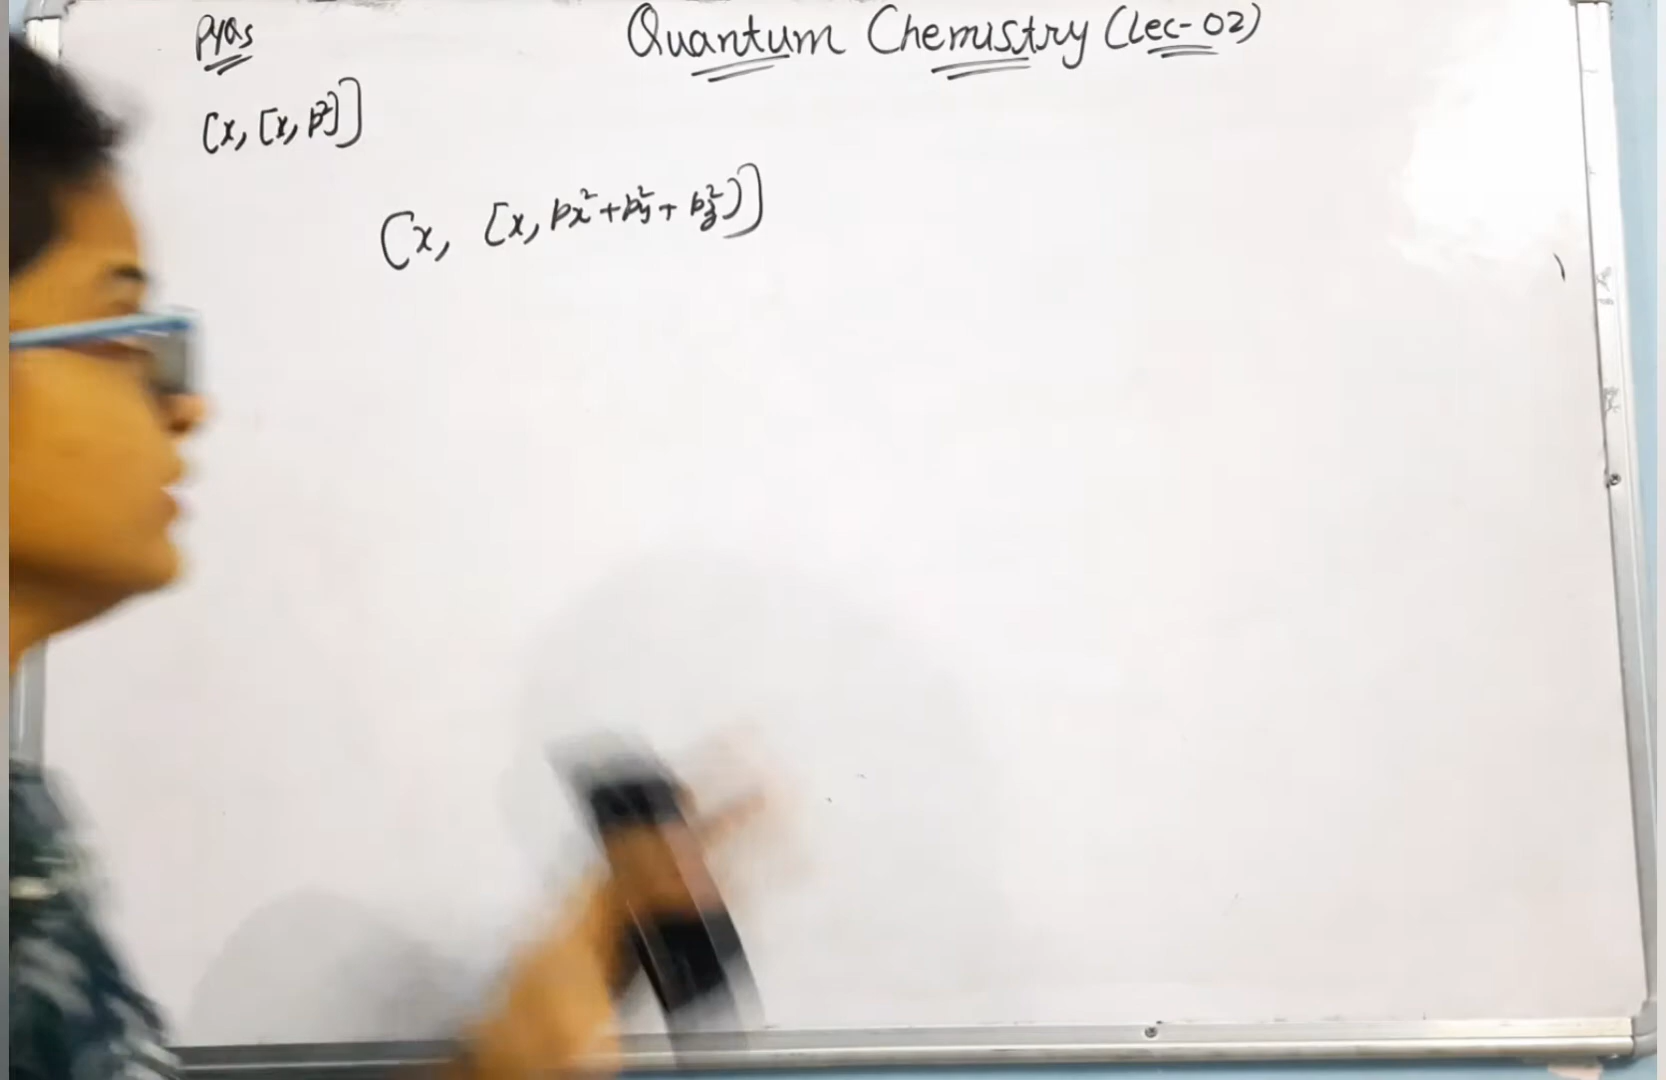 PYQs
Quantum Chemistry (Lec-02)
[x, [x, p²]]
[x, [x, px² + py² + pz²]]